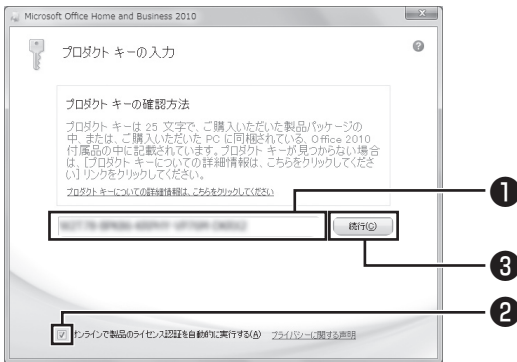 Microsoft Office Home and Business 2010
プロダクト キーの入力
プロダクト キーの確認方法
プロダクト キーは 25 文字で、ご購入いただいた製品パッケージの
中、または、ご購入いただいた PC に同梱されている、Office 2010
付属品の中に記載されています。プロダクト キーが見つからない場合
は、[プロダクト キーについての詳細情報は、こちらをクリックしてくださ
い] リンクをクリックください。
プロダクト キーについての詳細情報は、こちらをクリックしてください
続行(C)
❶
❸
❷
オンラインで製品のライセンス認証を自動的に実行する(A) プライバシーに関する声明